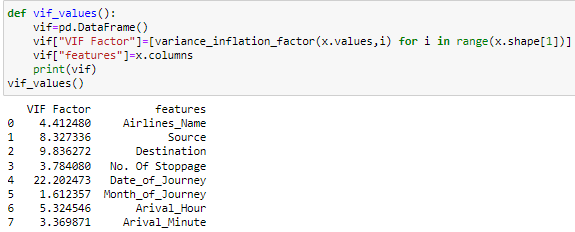 def vif_values():
    vif=pd.DataFrame()
    vif["VIF Factor"]=[variance_inflation_factor(x.values,i) for i in range(x.shape[1])]
    vif["features"]=x.columns
    print(vif)
vif_values()
   VIF Factor          features
0    4.412480     Airlines_Name
1    8.327336            Source
2    9.836272       Destination
3    3.784080   No. Of Stoppage
4   22.202473   Date_of_Journey
5    1.612357  Month_of_Journey
6    5.324546       Arival_Hour
7    3.369871     Arival_Minute